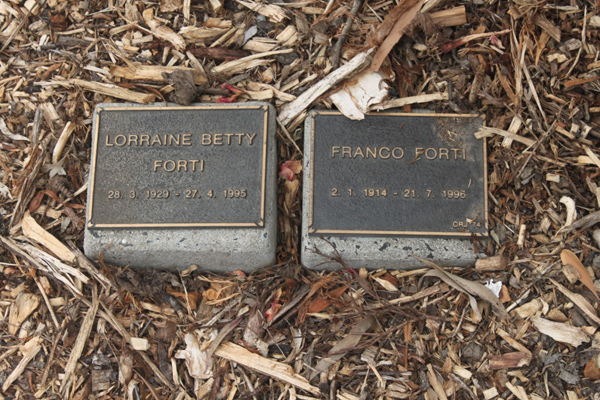 LORRAINE BETTY
FORTI
28. 3. 1929 - 27. 4. 1995
FRANCO FORTI
2. 1. 1914 - 21. 7. 1996